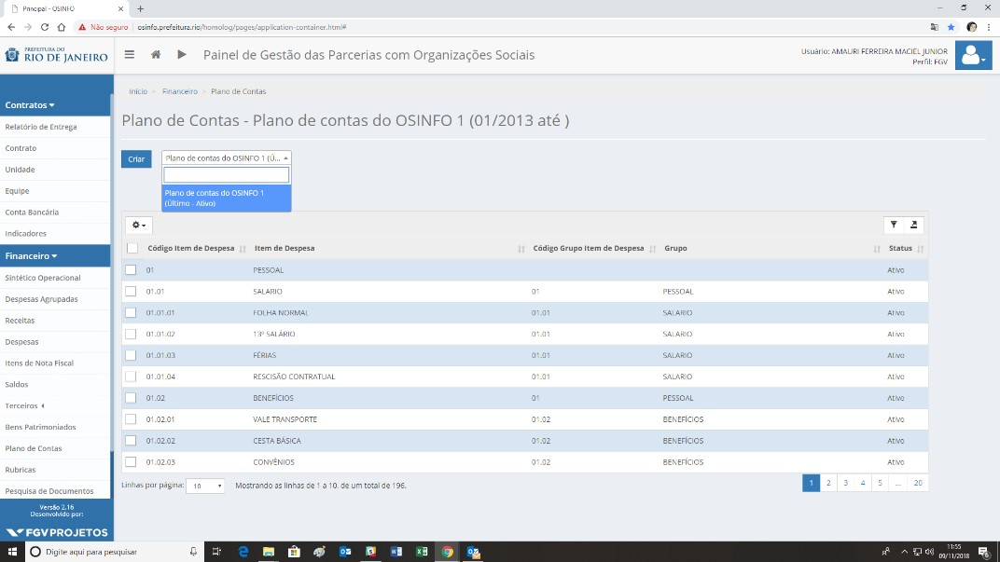 Principal - OSINFO
Não seguro
osinfo.prefeitura.rio/homolog/pages/application-container.html#
PREFEITURA DO
RIO DE JANEIRO
Painel de Gestão das Parcerias com Organizações Sociais
Usuário: AMAURI FERREIRA MACIEL JUNIOR
Perfil: FGV
Contratos
Relatório de Entrega
Contrato
Unidade
Equipe
Conta Bancária
Indicadores
Financeiro
Sintético Operacional
Despesas Agrupadas
Receitas
Despesas
Itens de Nota Fiscal
Saldos
Terceiros
Bens Patrimoniados
Plano de Contas
Rubricas
Pesquisa de Documentos
Versão 2.16
Desenvolvido por:
FGV PROJETOS
Início > Financeiro > Plano de Contas
Plano de Contas - Plano de contas do OSINFO 1 (01/2013 até )
Criar
Plano de contas do OSINFO 1 (Ú...
Plano de contas do OSINFO 1
(Último - Ativo)
Código Item de Despesa Item de Despesa Código Grupo Item de Despesa Grupo Status
01 PESSOAL Ativo
01.01 SALARIO 01 PESSOAL Ativo
01.01.01 FOLHA NORMAL 01.01 SALARIO Ativo
01.01.02 13º SALÁRIO 01.01 SALARIO Ativo
01.01.03 FÉRIAS 01.01 SALARIO Ativo
01.01.04 RESCISÃO CONTRATUAL 01.01 SALARIO Ativo
01.02 BENEFÍCIOS 01 PESSOAL Ativo
01.02.01 VALE TRANSPORTE 01.02 BENEFÍCIOS Ativo
01.02.02 CESTA BÁSICA 01.02 BENEFÍCIOS Ativo
01.02.03 CONVÊNIOS 01.02 BENEFÍCIOS Ativo
Linhas por página: 10 Mostrando as linhas de 1 a 10. de um total de 196.
1 2 3 4 5 ... 20
Digite aqui para pesquisar
11:55
09/11/2018